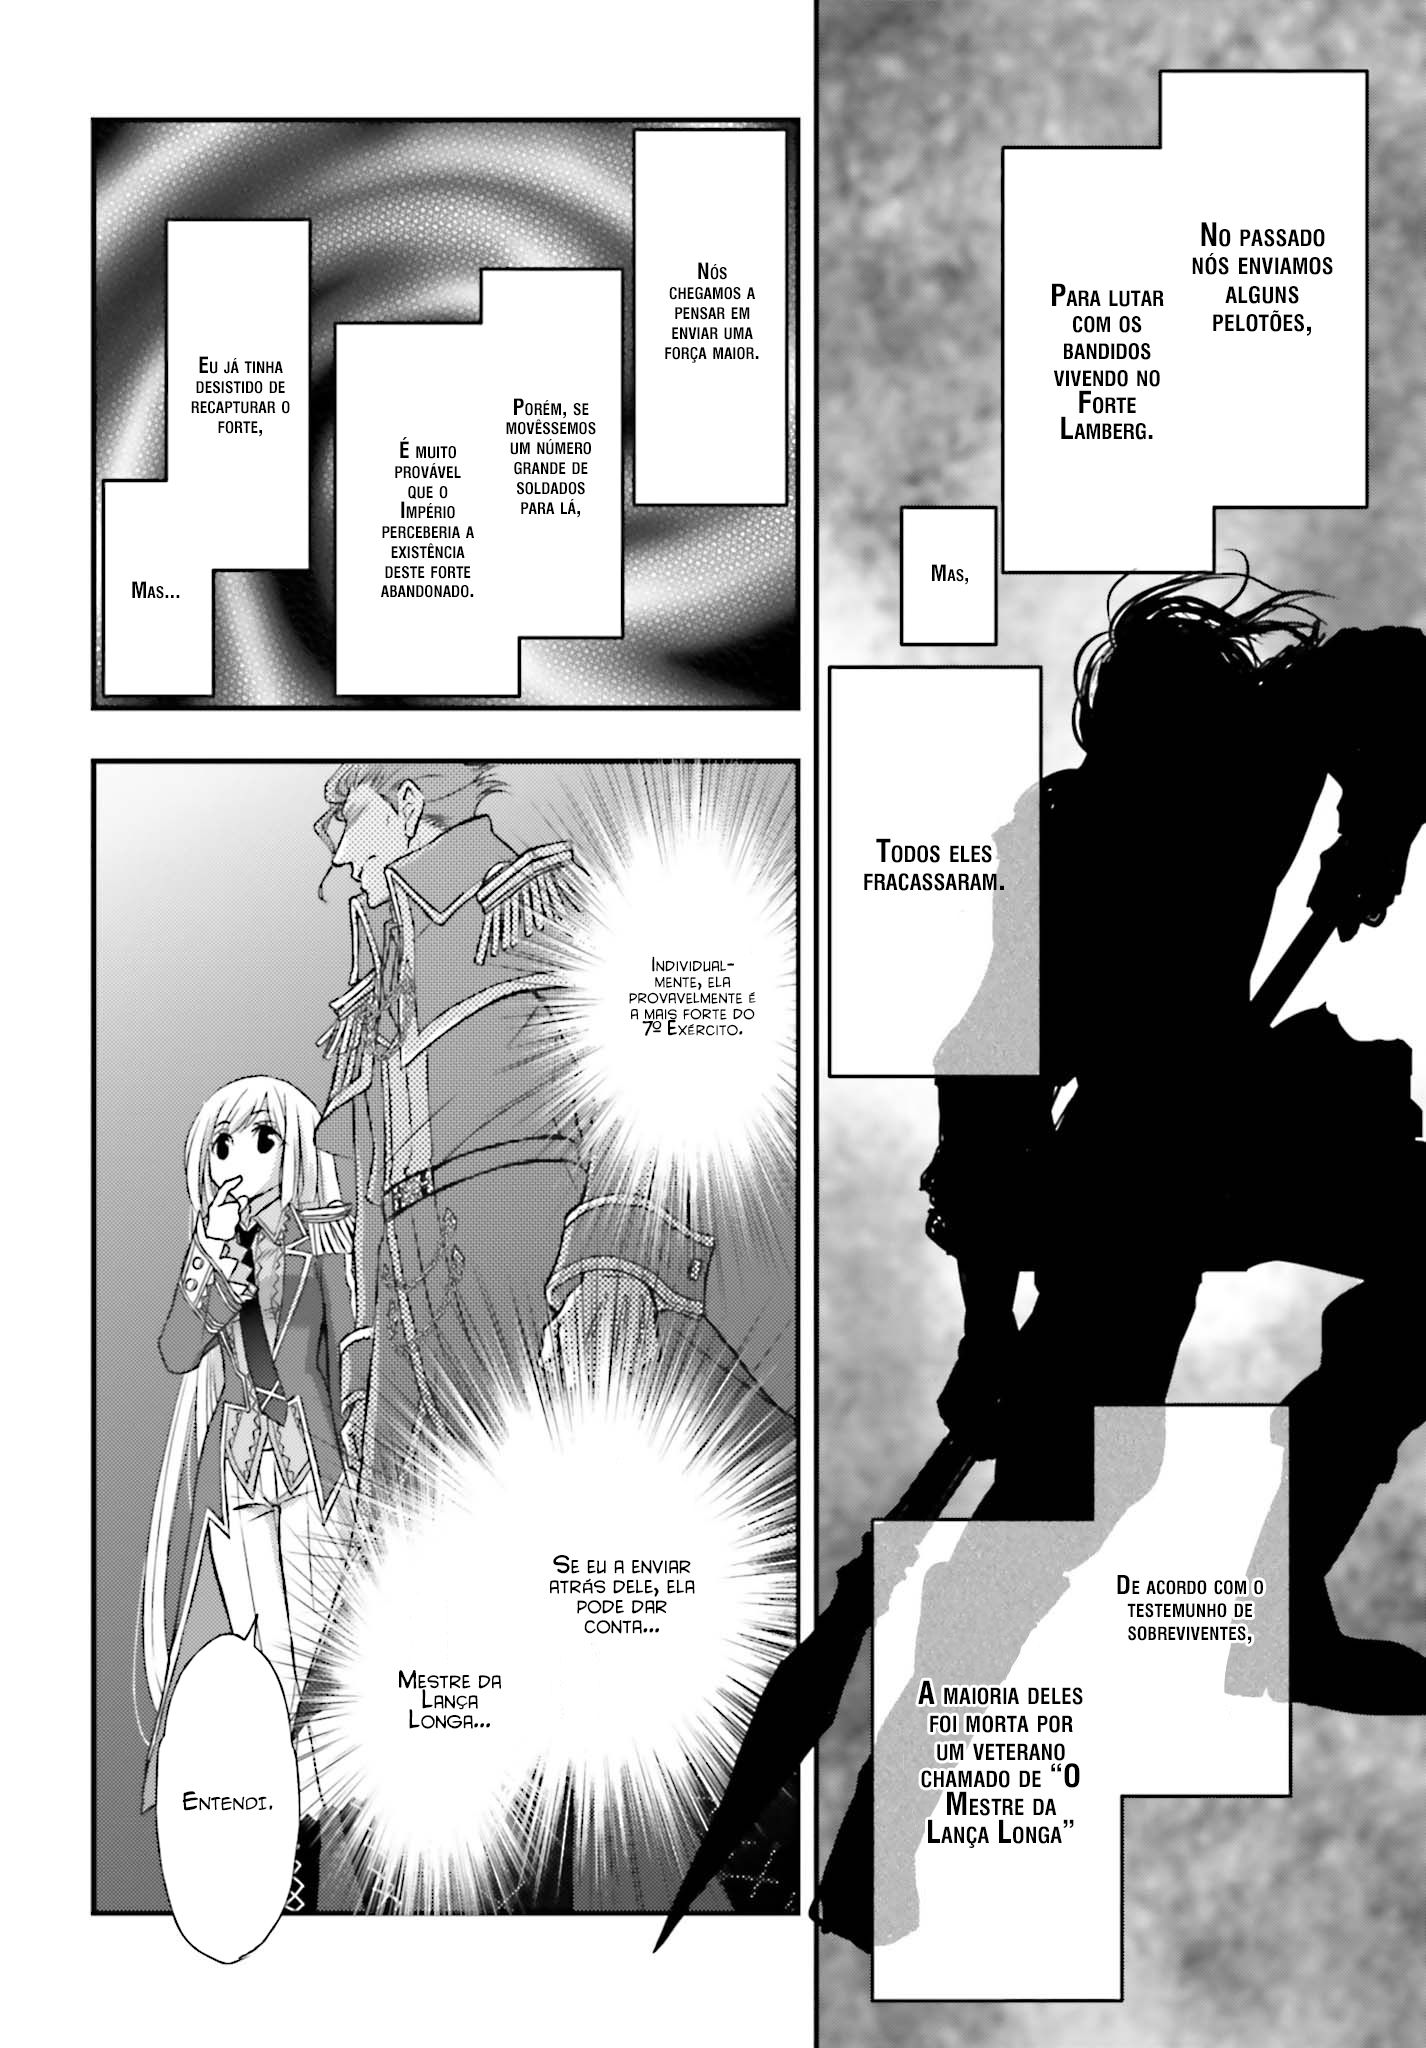 No passado
nós enviamos
alguns
pelotões,
Para lutar
com os
bandidos
vivendo no
Forte
Lamberg.
Mas,
Todos eles
fracassaram.
De acordo com o
testemunho de
sobreviventes,
A maioria deles
foi morta por
um veterano
chamado de “O
Mestre da
Lança Longa”
Nós
chegamos a
pensar em
enviar uma
força maior.
Porém, se
movêssemos
um número
grande de
soldados
para lá,
É muito
provável
que o
Império
perceberia a
existência
deste forte
abandonado.
Eu já tinha
desistido de
recapturar o
forte,
Mas...
Individual-
mente, ela
provavelmente é
a mais forte do
7º Exército.
Se eu a enviar
atrás dele, ela
pode dar
conta...
Mestre da
Lança
Longa...
Entendi.